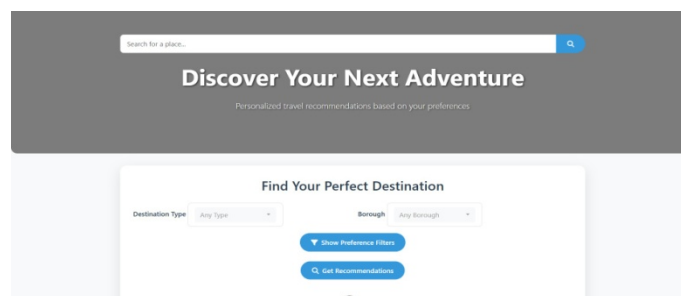 Search for a place...
Discover Your Next Adventure
Personalized travel recommendations based on your preferences
Find Your Perfect Destination
Destination Type Any Type Borough Any Borough
Show Preference Filters
Get Recommendations